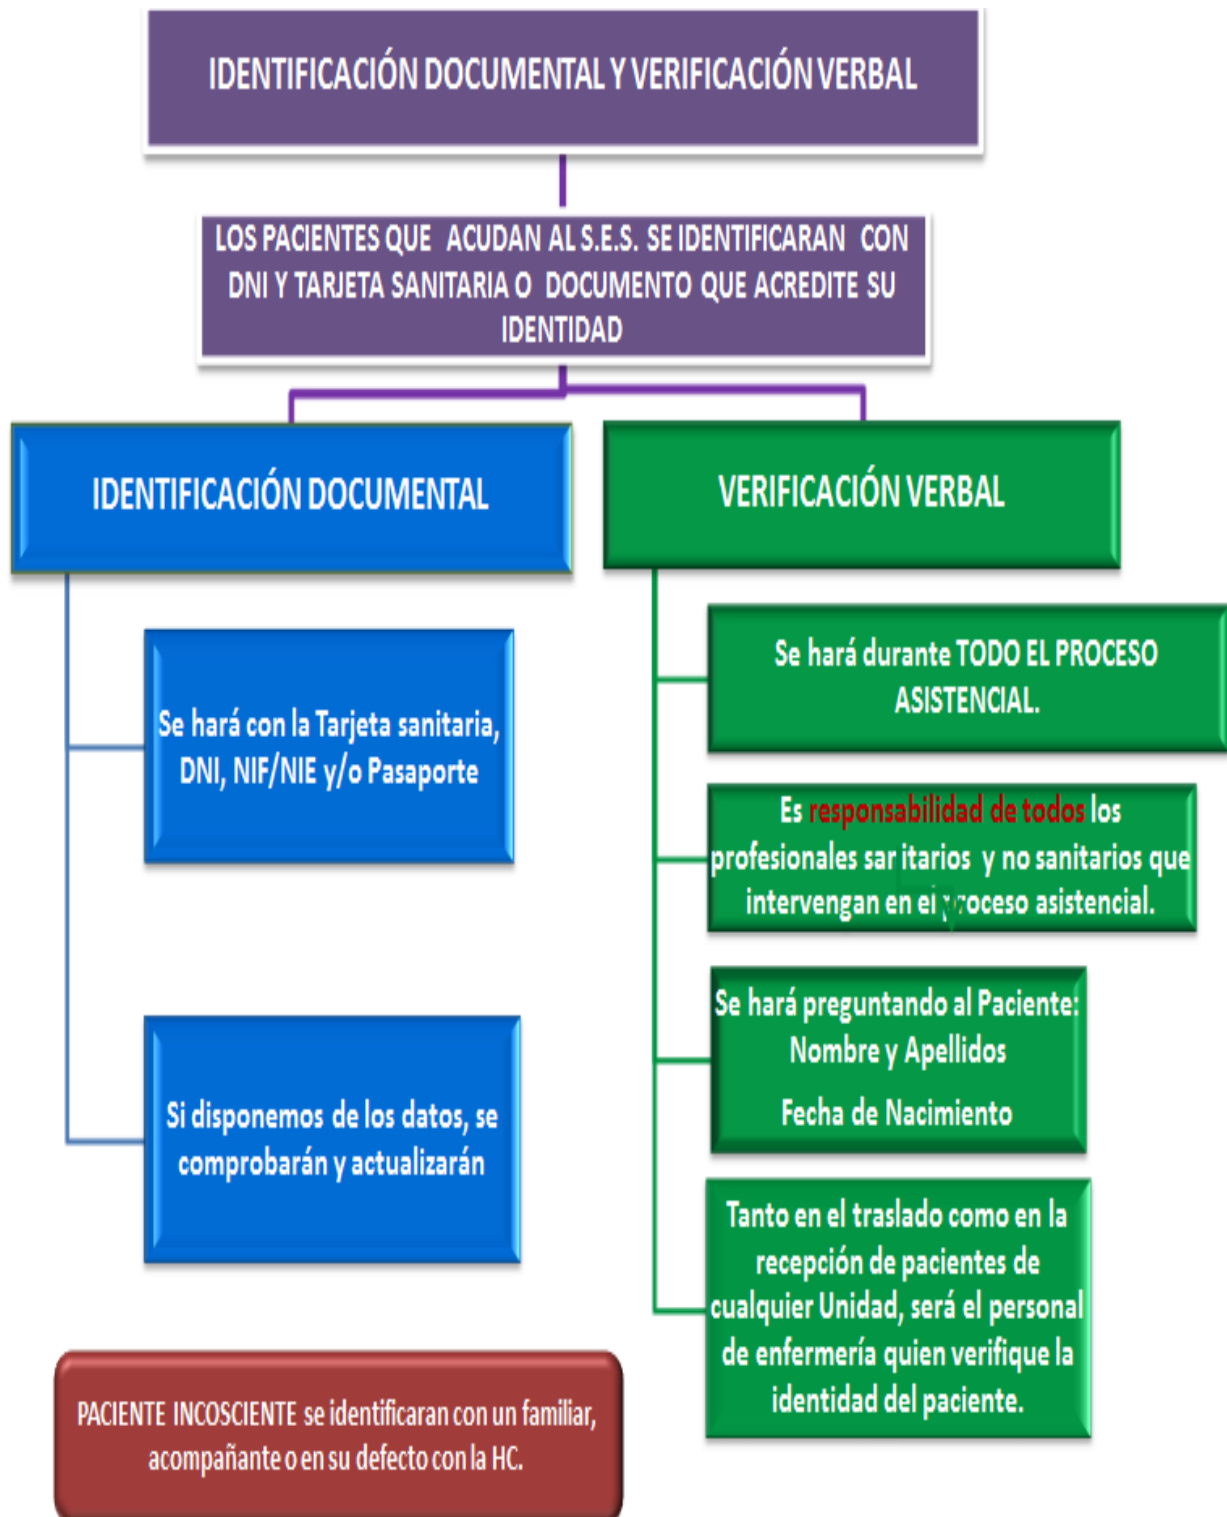 IDENTIFICACIÓN DOCUMENTAL Y VERIFICACIÓN VERBAL
LOS PACIENTES QUE ACUDAN AL S.E.S. SE IDENTIFICARAN CON
DNI Y TARJETA SANITARIA O DOCUMENTO QUE ACREDITE SU
IDENTIDAD
IDENTIFICACIÓN DOCUMENTAL
Se hará con la Tarjeta sanitaria,
DNI, NIF/NIE y/o Pasaporte
Si disponemos de los datos, se
comprobarán y actualizarán
VERIFICACIÓN VERBAL
Se hará durante TODO EL PROCESO
ASISTENCIAL.
Es responsabilidad de todos los
profesionales sanitarios y no sanitarios que
intervengan en el proceso asistencial.
Se hará preguntando al Paciente:
Nombre y Apellidos
Fecha de Nacimiento
Tanto en el traslado como en la
recepción de pacientes de
cualquier Unidad, será el personal
de enfermería quien verifique la
identidad del paciente.
PACIENTE INCOSCIENTE se identificaran con un familiar,
acompañante o en su defecto con la HC.